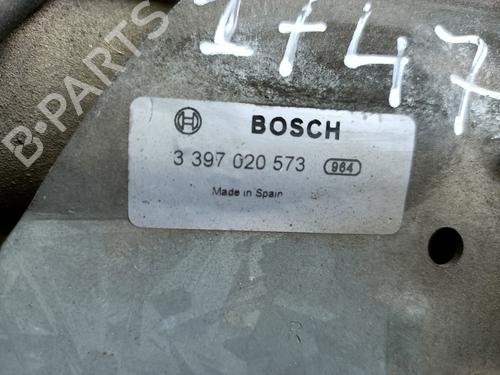 1747
BOSCH
3 397 020 573 964
Made in Spain
R
B-PARTS